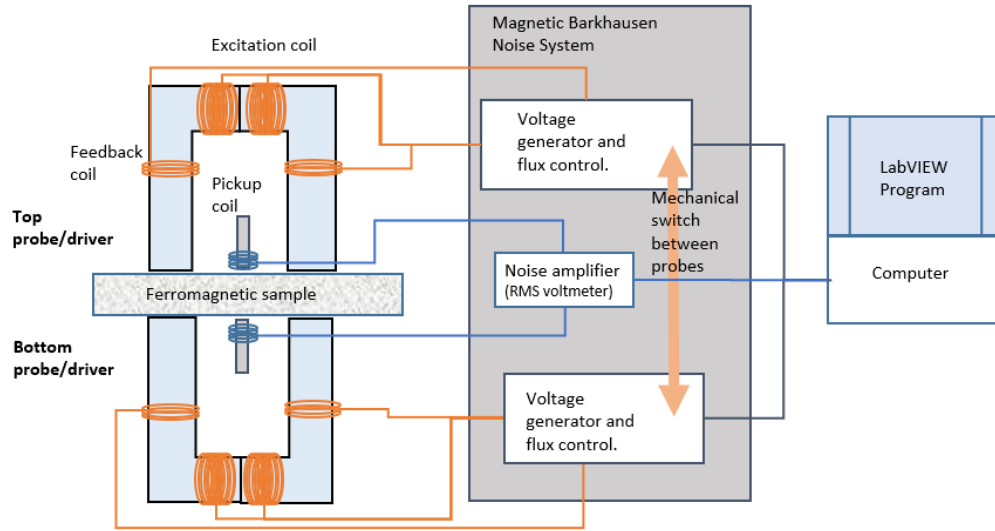 Magnetic Barkhausen
Noise System
Excitation coil
Voltage
generator and
flux control.
Feedback
coil
Pickup
coil
LabVIEW
Program
Top
probe/driver
Mechanical
switch
between
probes
Noise amplifier
(RMS voltmeter)
Computer
Ferromagnetic sample
Bottom
probe/driver
Voltage
generator and
flux control.